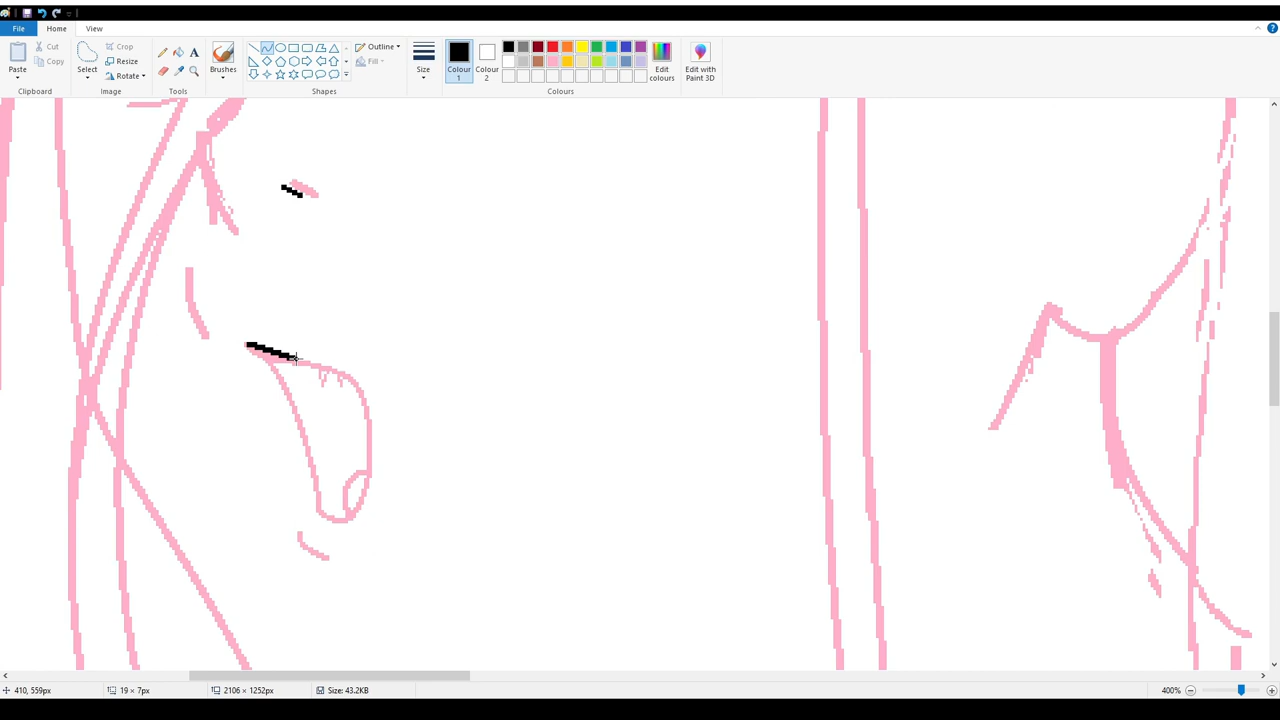 File Home View
Paste Cut Copy
Select Crop Resize Rotate
A
Brushes
Outline Fill
Size
Colour 1
Colour 2
Edit colours
Edit with Paint 3D
Clipboard Image Tools Shapes Colours
410, 559px 19 × 7px 2106 × 1252px Size: 43.2KB 400%